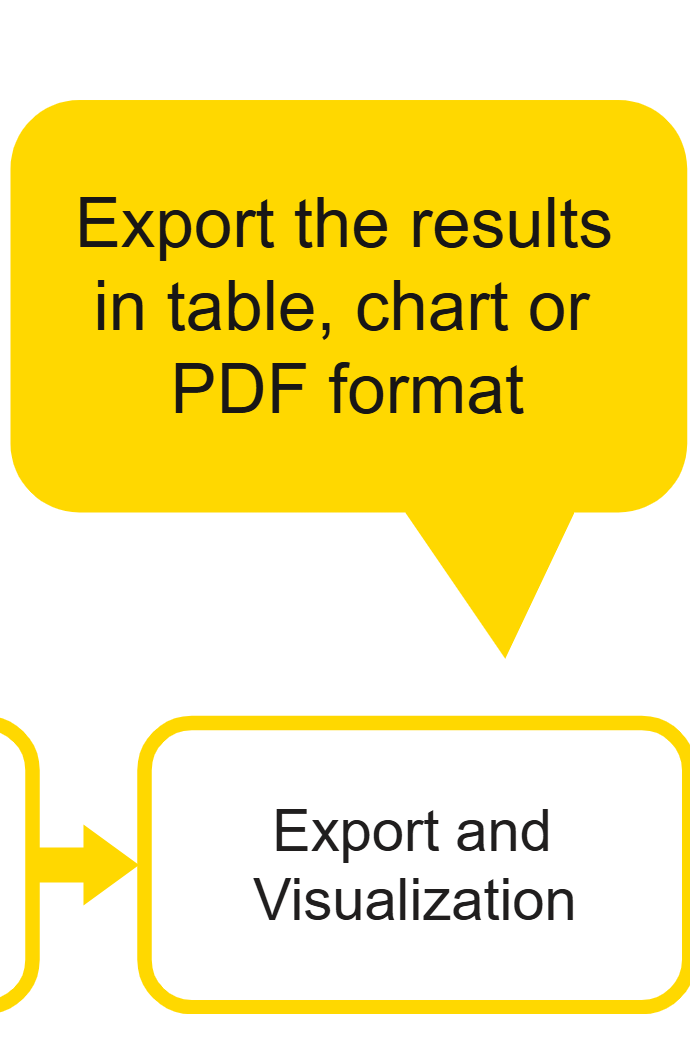 Export the results
in table, chart or
PDF format
Export and
Visualization